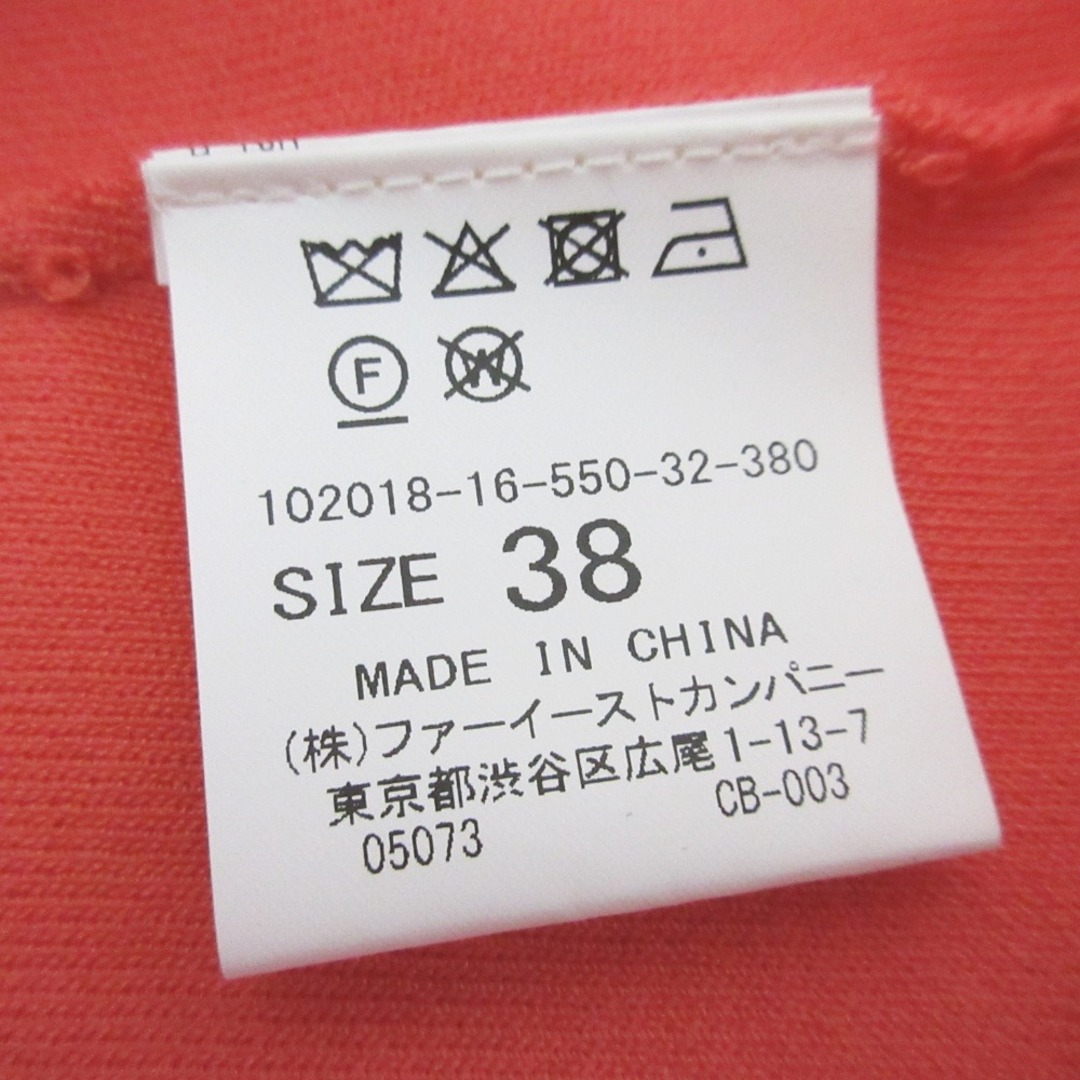 F W
102018-16-550-32-380
SIZE 38
MADE IN CHINA
(株)ファーイーストカンパニー
東京都渋谷区広尾1-13-7
05073 CB-003